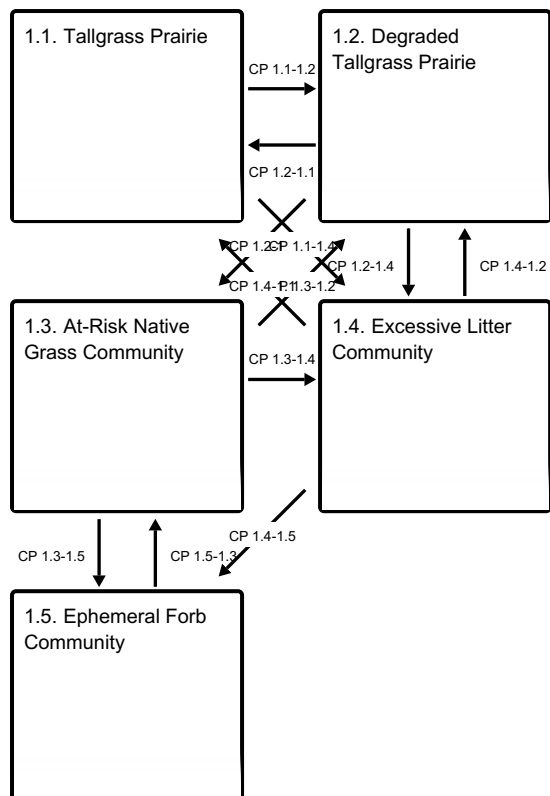 1.1. Tallgrass Prairie
1.2. Degraded
Tallgrass Prairie
CP 1.1-1.2
CP 1.2-1.1
CP 1.1-1.4
CP 1.2-1.4
CP 1.4-1.2
CP 1.4-1.1
1.3-1.2
1.3. At-Risk Native
Grass Community
1.4. Excessive Litter
Community
CP 1.3-1.4
CP 1.3-1.5
CP 1.5-1.3
CP 1.4-1.5
1.5. Ephemeral Forb
Community